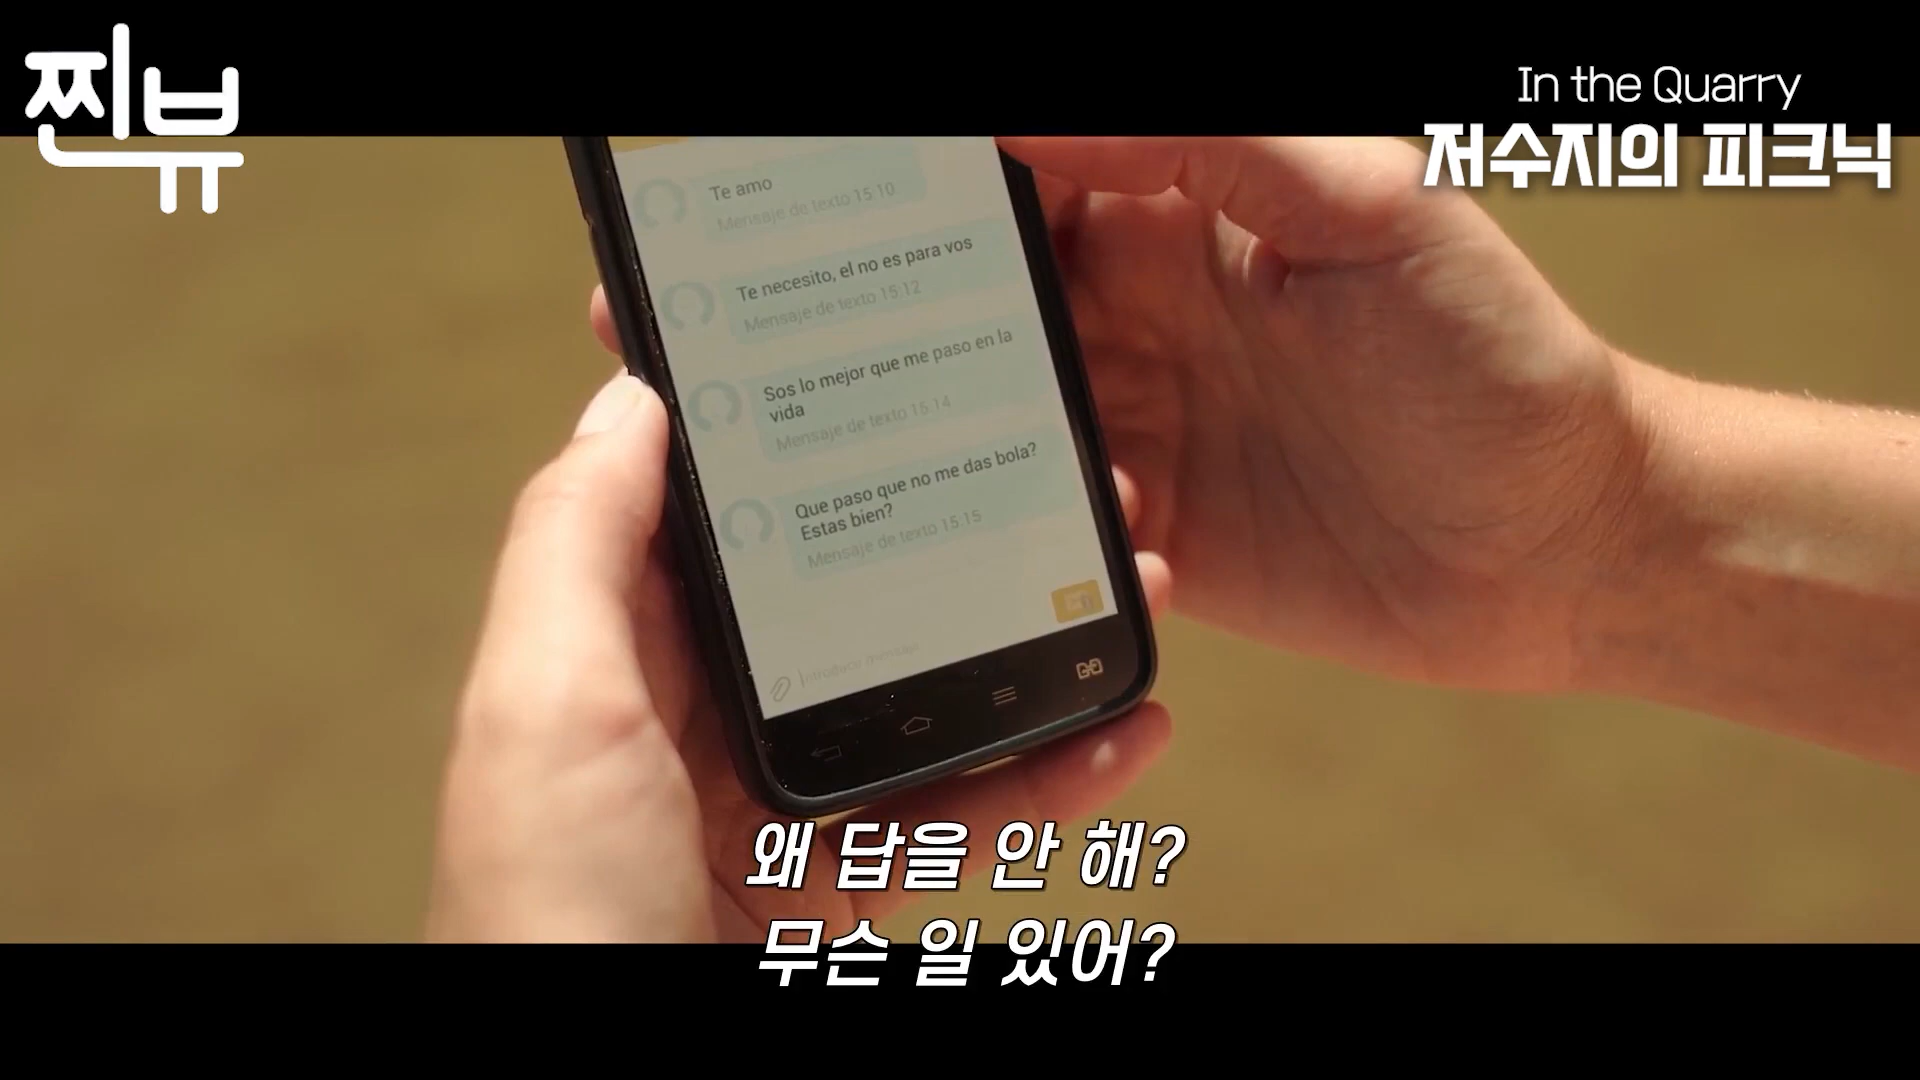 찐뷰
In the Quarry
저수지의 피크닉
Te amo
Mensaje de texto 15:10
Te necesito, el no es para vos
Mensaje de texto 15:12
Sos lo mejor que me paso en la
vida
Mensaje de texto 15:14
Que paso que no me das bola?
Estas bien?
Mensaje de texto 15:15
왜 답을 안 해?
무슨 일 있어?